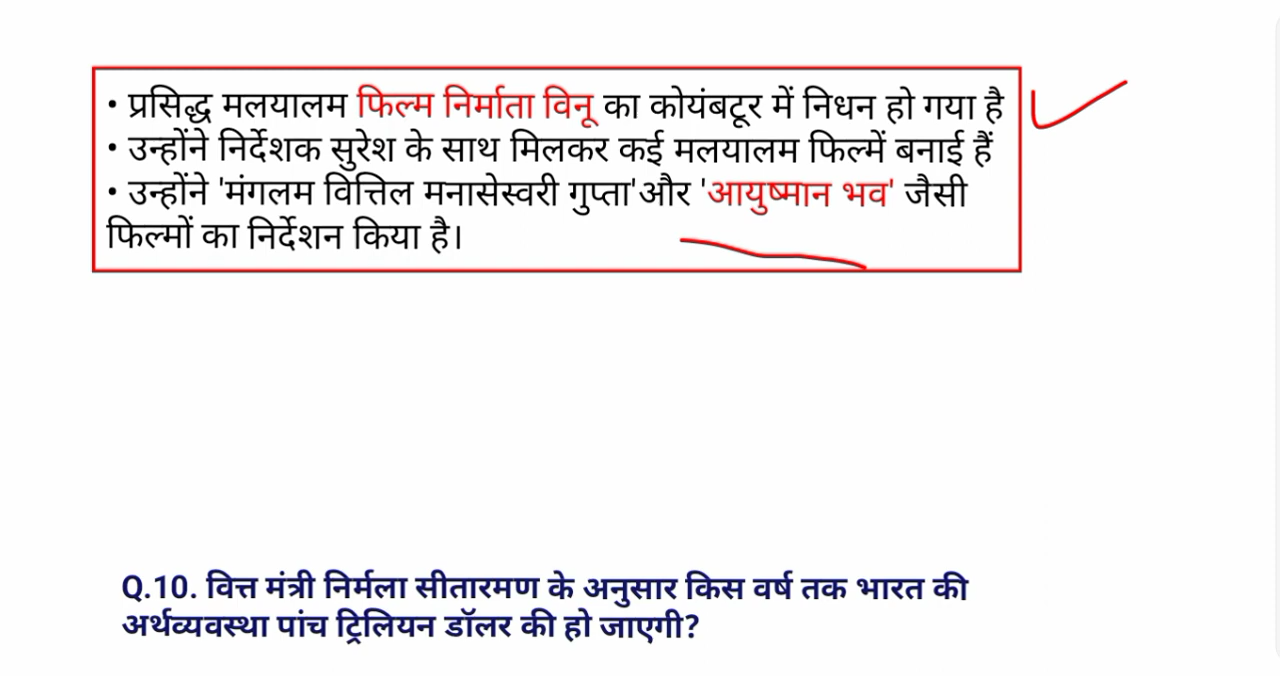 • प्रसिद्ध मलयालम फिल्म निर्माता विनू का कोयंबटूर में निधन हो गया है
• उन्होंने निर्देशक सुरेश के साथ मिलकर कई मलयालम फिल्में बनाई हैं
• उन्होंने 'मंगलम वित्तिल मनासेस्वरी गुप्ता'और 'आयुष्मान भव' जैसी
फिल्मों का निर्देशन किया है।
Q.10. वित्त मंत्री निर्मला सीतारमण के अनुसार किस वर्ष तक भारत की
अर्थव्यवस्था पांच ट्रिलियन डॉलर की हो जाएगी?